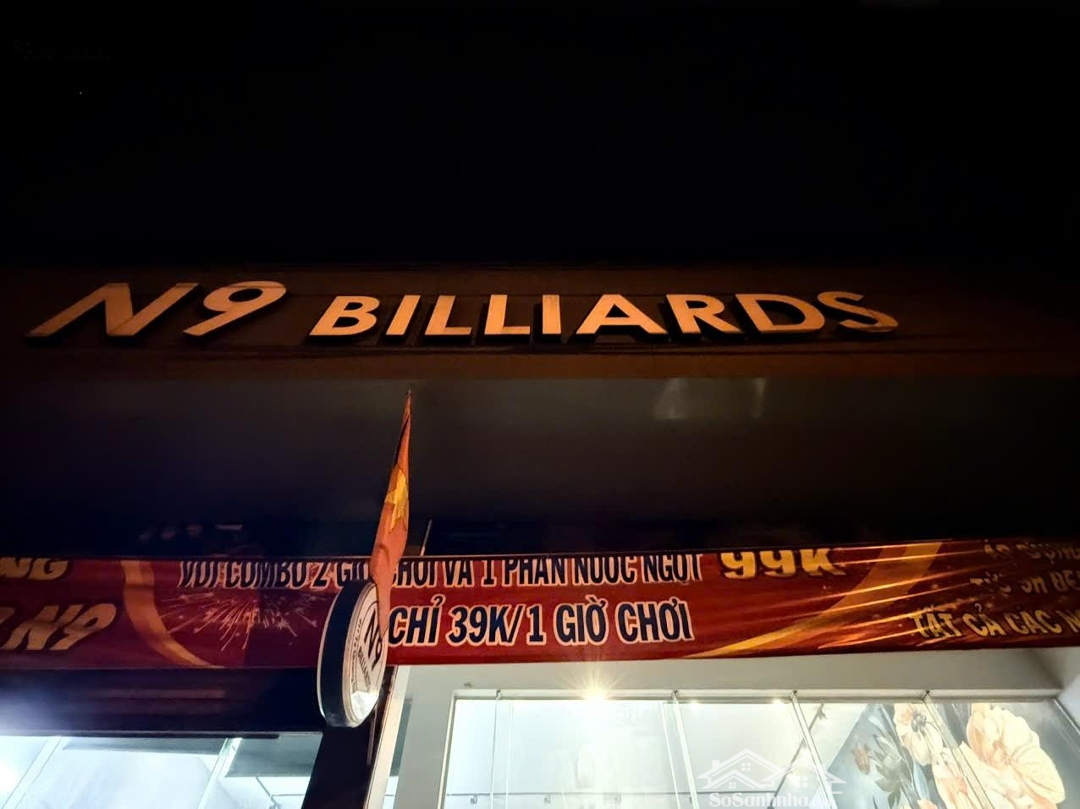 N9 BILLIARDS
VỚI COMBO 2 GIỜ CHƠI VÀ 1 PHẦN NƯỚC NGỌT 99K
CHỈ 39K/1 GIỜ CHƠI
N9
TẤT CẢ CÁC
N9
SoSanhnha